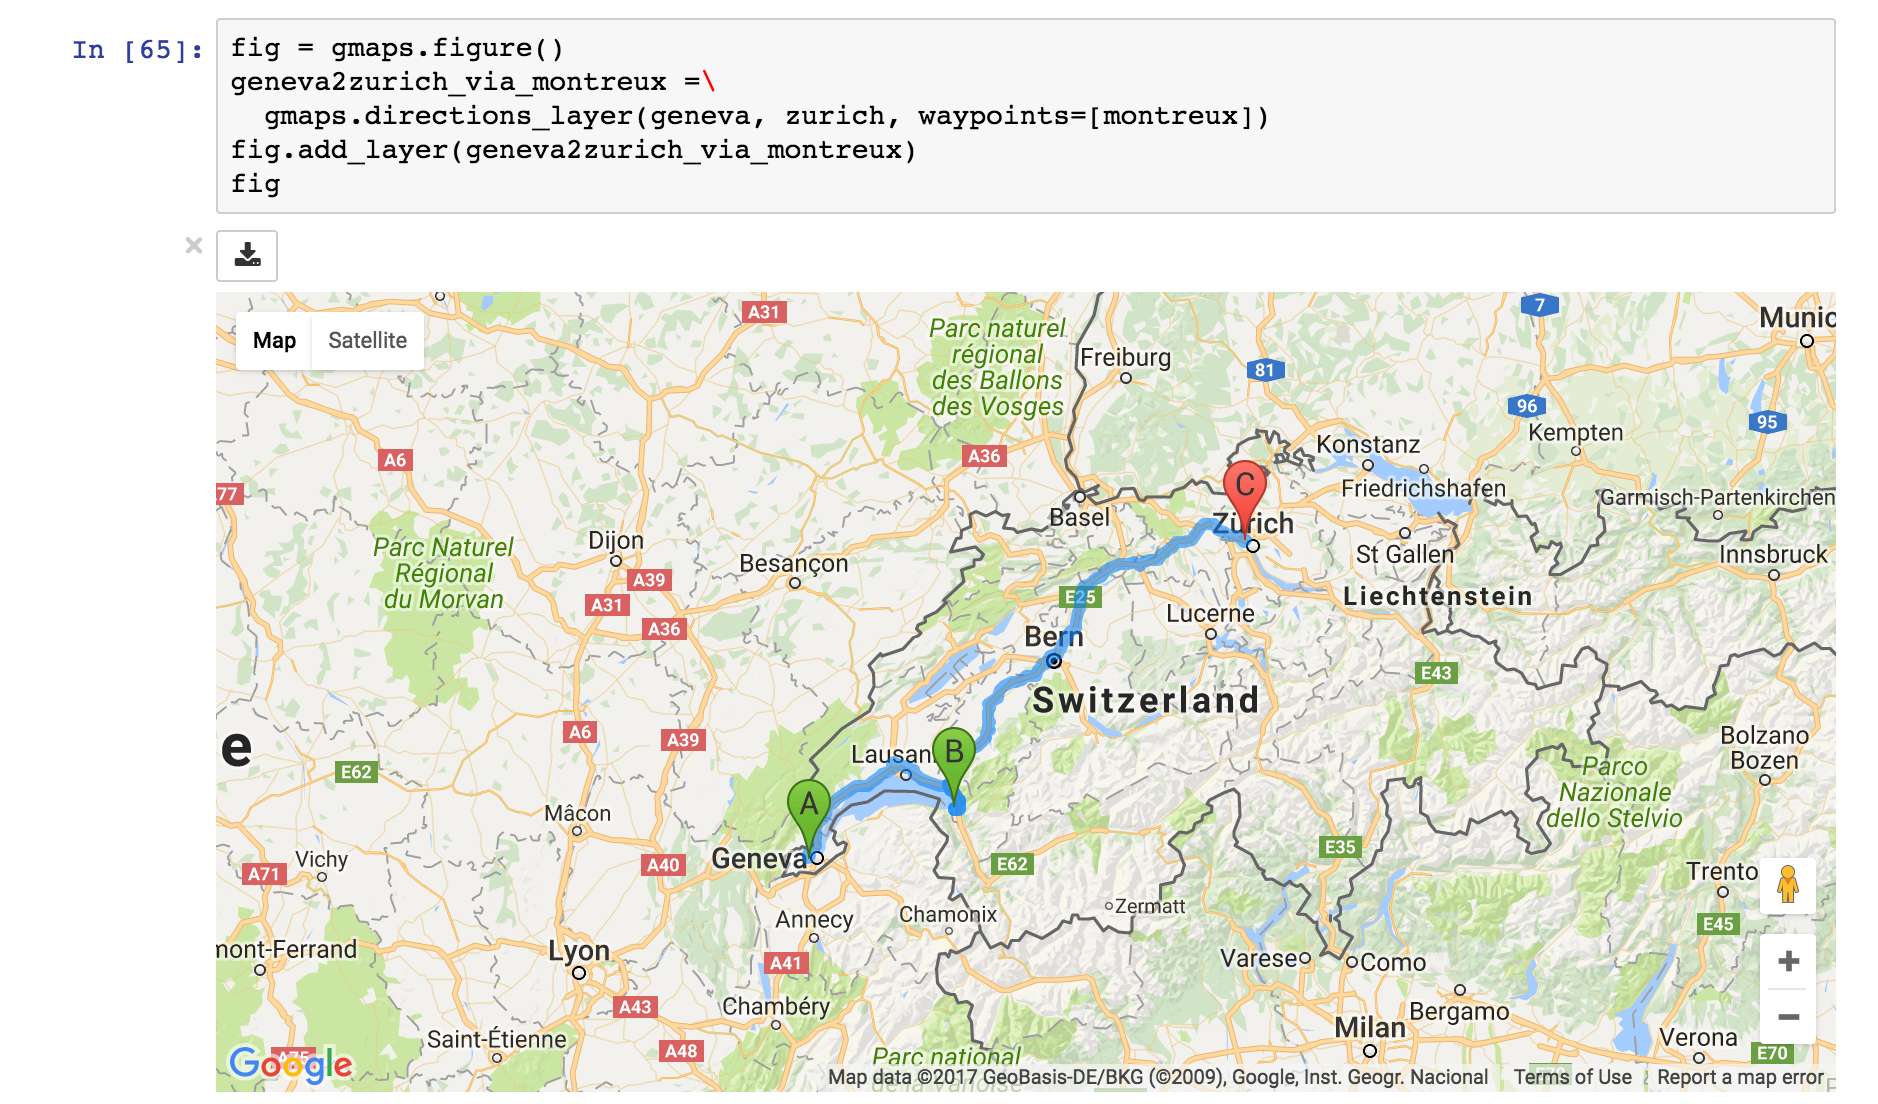 In [65]:
fig = gmaps.figure()
geneva2zurich_via_montreux =\
  gmaps.directions_layer(geneva, zurich, waypoints=[montreux])
fig.add_layer(geneva2zurich_via_montreux)
fig
×
Map Satellite
A31
7
Munic
Parc naturel
régional
des Ballons
des Vosges
Freiburg
81
96
95
Kempten
Konstanz
A6
A36
C
Friedrichshafen
77
Garmisch-Partenkirchen
Basel
Zürich
Dijon
Parc Naturel
Régional
du Morvan
Besançon
St Gallen
Innsbruck
A39
A31
E25
Liechtenstein
Lucerne
A36
Bern
E43
Switzerland
A6
A39
e
E62
Lausan
B
Bolzano
Bozen
Parco
Nazionale
dello Stelvio
A
Mâcon
Geneva
Vichy
A71
A40
E62
E35
Trento
Annecy
Chamonix
Zermatt
E45
mont-Ferrand
Lyon
A41
Varese
Como
+
A43
Chambéry
Bergamo
−
Saint-Étienne
A48
Milan
Verona
E70
Parc national
de la Vanoise
A75
Google
Map data ©2017 GeoBasis-DE/BKG (©2009), Google, Inst. Geogr. Nacional Terms of Use Report a map error